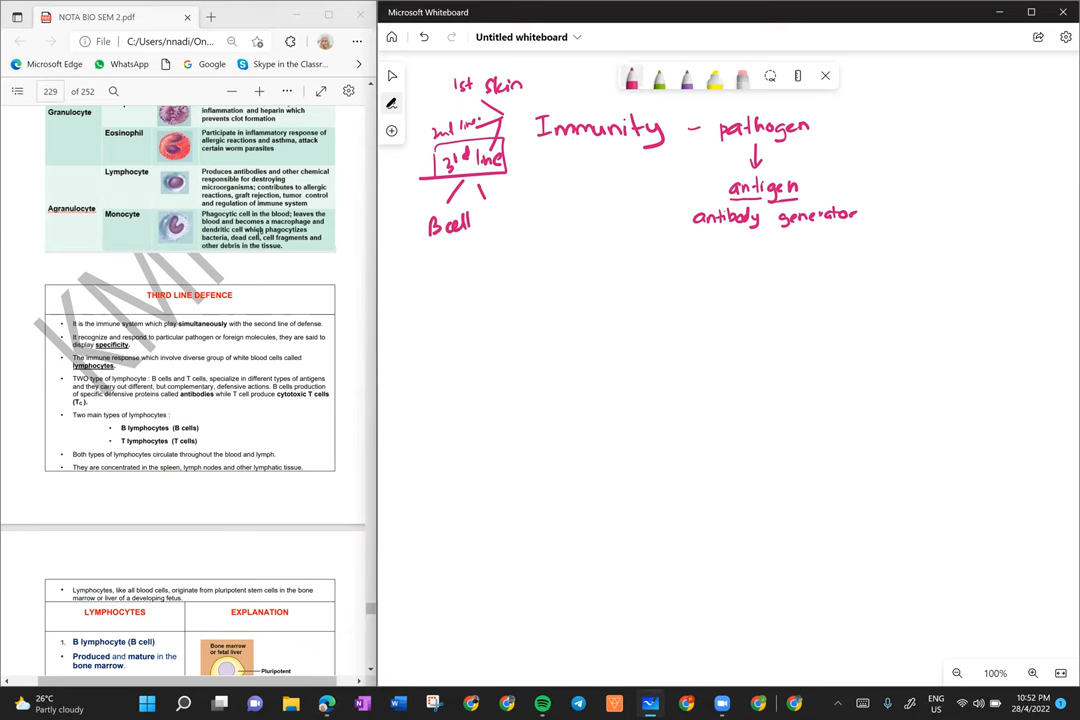 NOTA BIO SEM 2.pdf
File
C:/Users/nnadi/On...
Microsoft Edge
WhatsApp
Google
Skype in the Classr...
229
of 252
Granulocyte
inflammation and heparin which
prevents clot formation
Eosinophil
Participate in inflammatory response of
allergic reactions and asthma, attack
certain worm parasites
Lymphocyte
Produces antibodies and other chemical
responsible for destroying
microorganisms; contributes to allergic
reactions, graft rejection, tumor control
and regulation of immune system
Agranulocyte
Monocyte
Phagocytic cell in the blood; leaves the
blood and becomes a macrophage and
dendritic cell which phagocytizes
bacteria, dead cell, cell fragments and
other debris in the tissue.
THIRD LINE DEFENCE
It is the immune system which play simultaneously with the second line of defense.
It recognize and respond to particular pathogen or foreign molecules, they are said to
display specificity.
The immune response which involve diverse group of white blood cells called
lymphocytes.
TWO type of lymphocyte : B cells and T cells, specialize in different types of antigens
and they carry out different, but complementary, defensive actions. B cells production
of specific defensive proteins called antibodies while T cell produce cytotoxic T cells
(Tc).
Two main types of lymphocytes :
B lymphocytes (B cells)
T lymphocytes (T cells)
Both types of lymphocytes circulate throughout the blood and lymph.
They are concentrated in the spleen, lymph nodes and other lymphatic tissue.
Lymphocytes, like all blood cells, originate from pluripotent stem cells in the bone
marrow or liver of a developing fetus.
LYMPHOCYTES
EXPLANATION
1. B lymphocyte (B cell)
Produced and mature in the
bone marrow.
Bone marrow
or fetal liver
Pluripotent
Microsoft Whiteboard
Untitled whiteboard
1st skin
2nd line
3rd line
B cell
Immunity - pathogen
antigen
antibody generator
100%
26°C
Partly cloudy
ENG
US
10:52 PM
28/4/2022